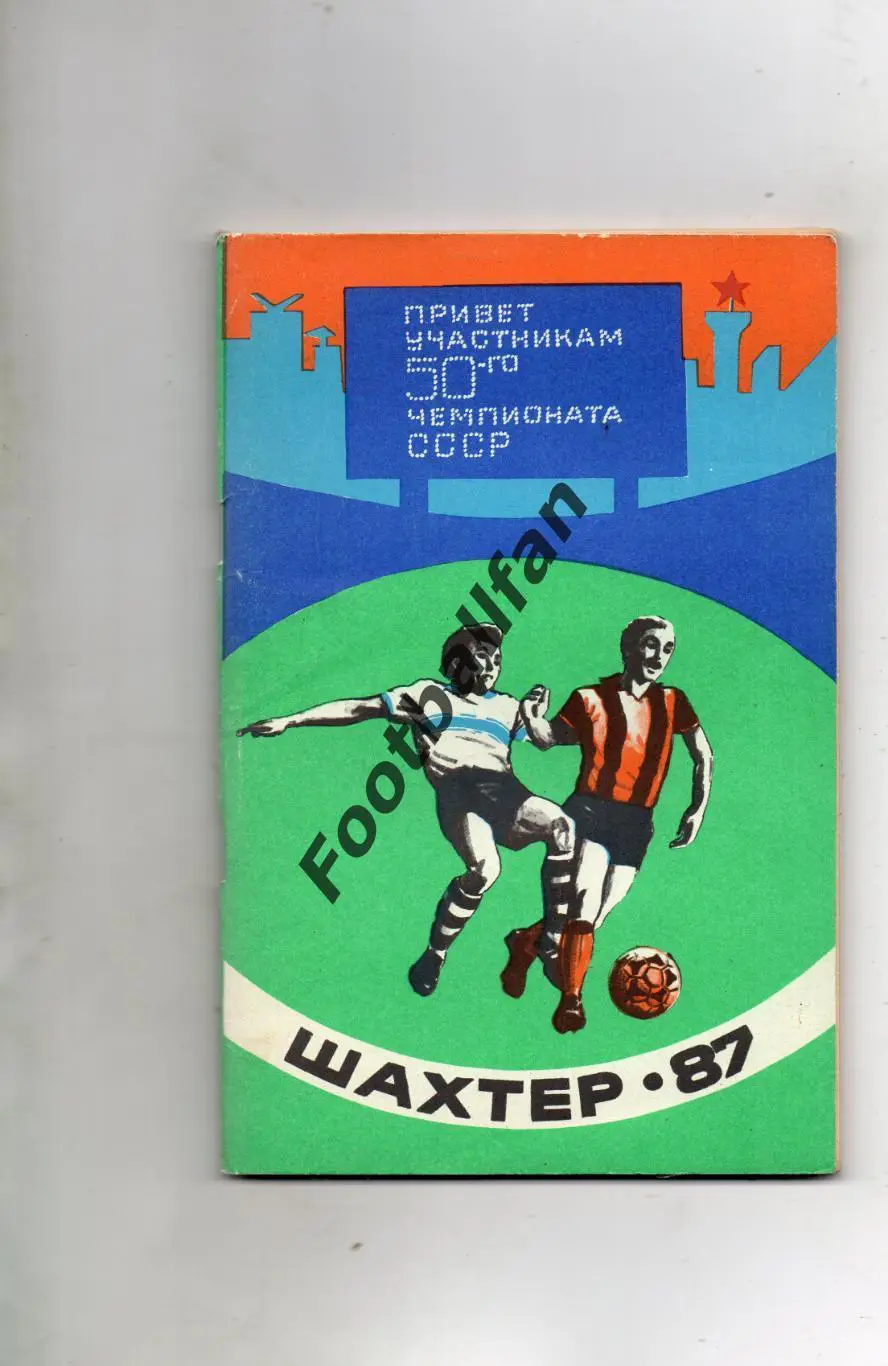 ПРИВЕТ
УЧАСТНИКАМ
50-го
ЧЕМПИОНАТА
СССР
Footballfan
ШАХТЕР•87